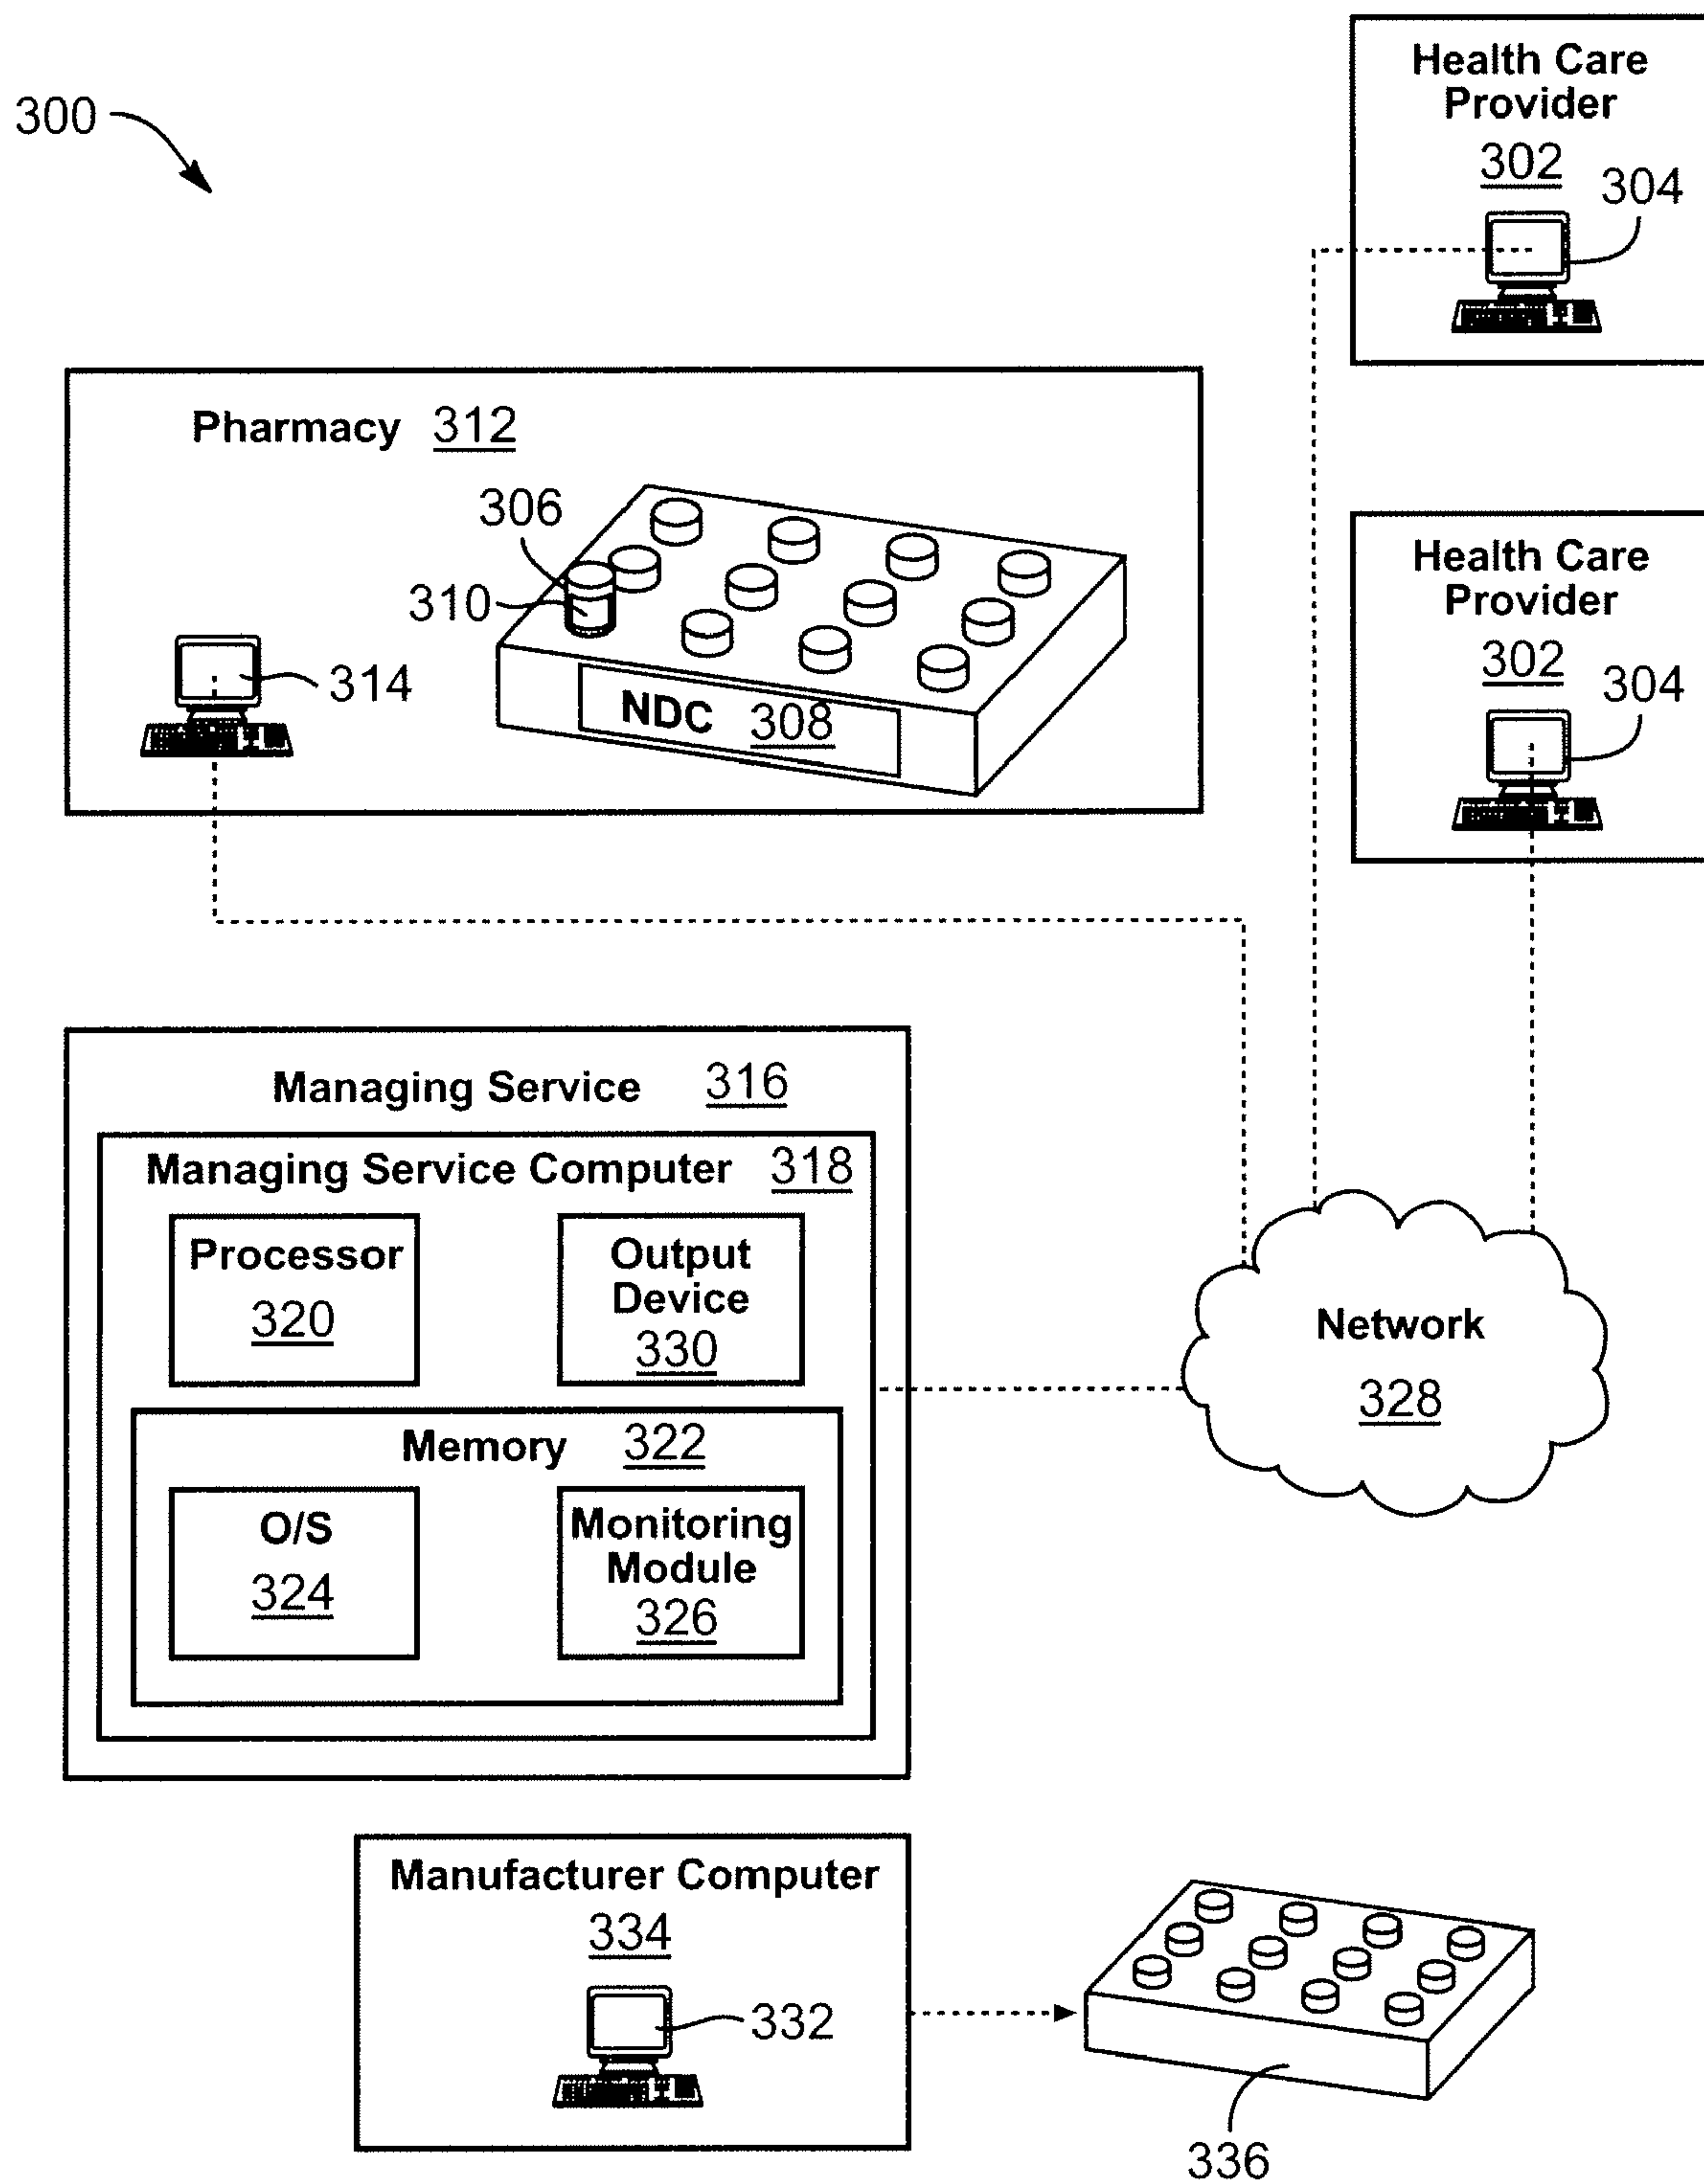 300
Health Care
Provider
302
304
Pharmacy 312
306
310
314
NDC 308
Health Care
Provider
302
304
Managing Service 316
Managing Service Computer 318
Processor
320
Output
Device
330
Memory 322
O/S
324
Monitoring
Module
326
Network
328
Manufacturer Computer
334
332
336